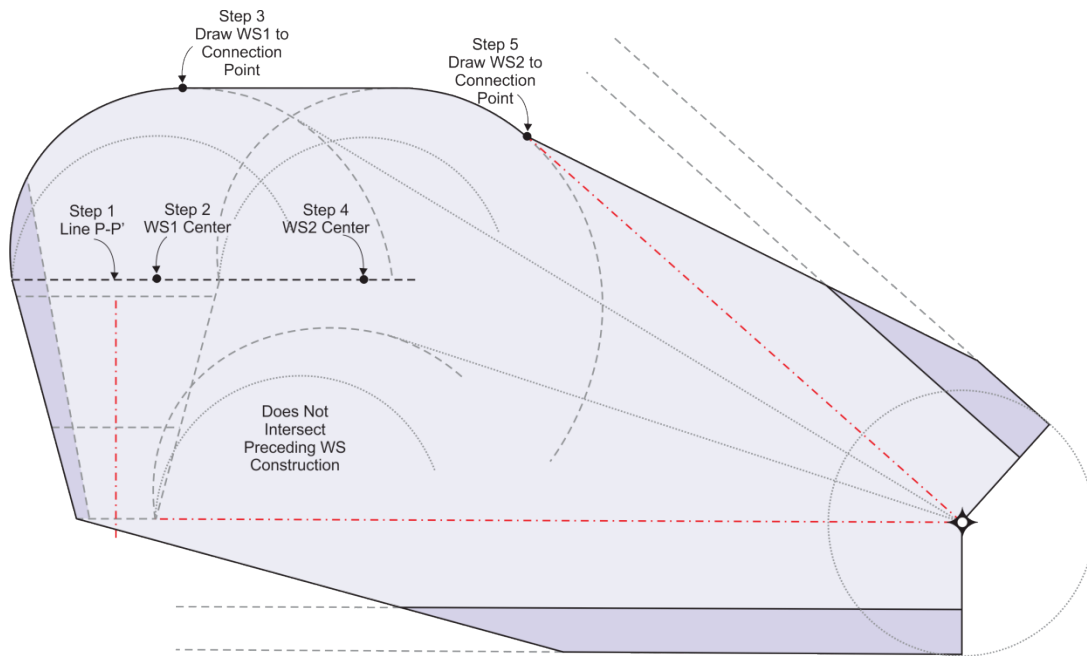 Step 3
Draw WS1 to
Connection
Point
Step 5
Draw WS2 to
Connection
Point
Step 1
Line P-P'
Step 2
WS1 Center
Step 4
WS2 Center
Does Not
Intersect
Preceding WS
Construction